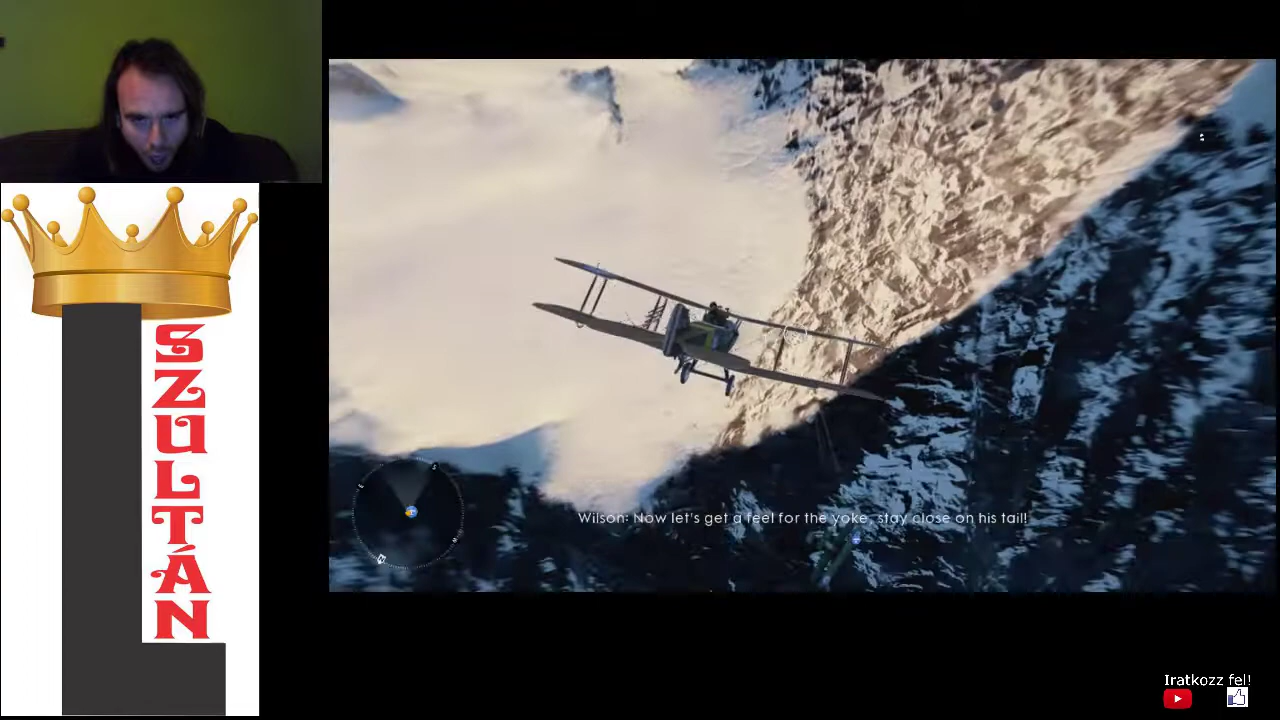 SZULTÁN
Wilson: Now let's get a feel for the yoke, stay close on his tail!
Iratkozz fel!